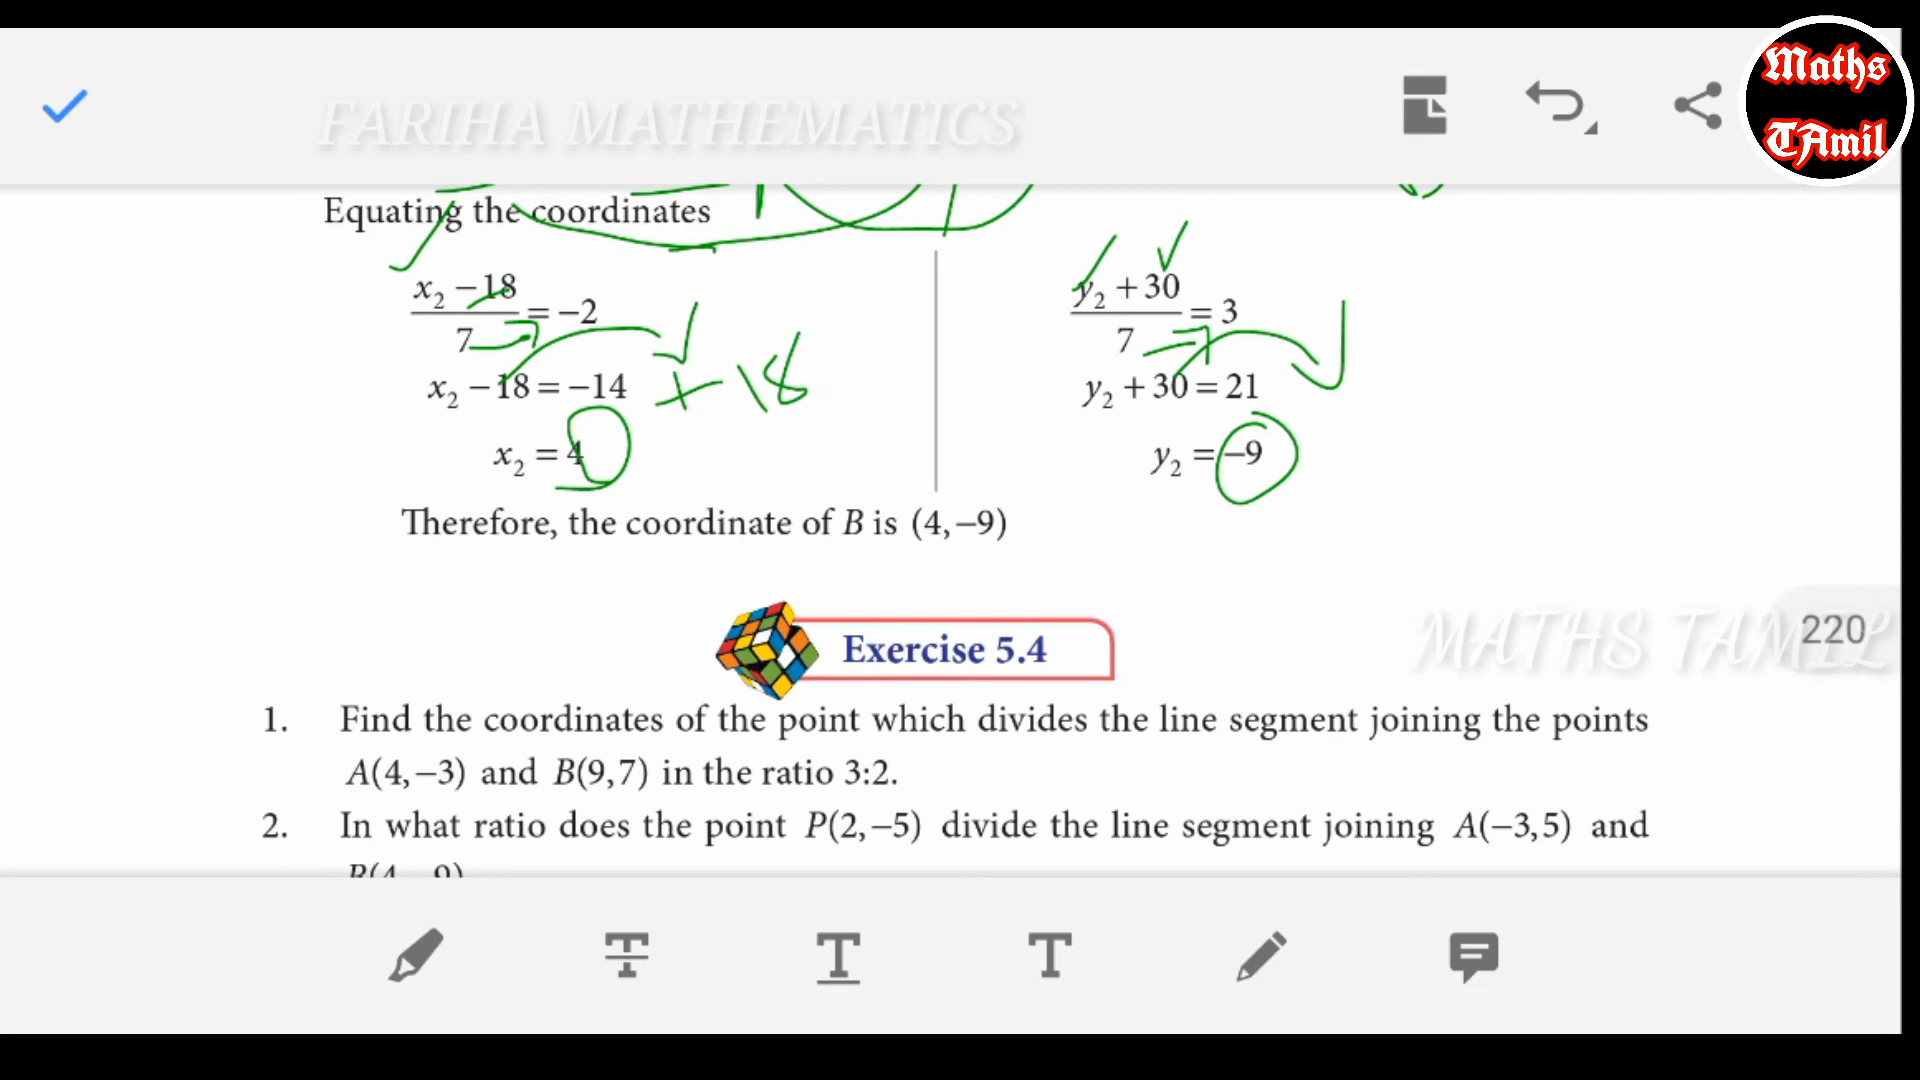 Maths
TAmil
FARIHA MATHEMATICS
Equating the coordinates
x₂ − 18
/ 7 = −2
y₂ + 30
/ 7 = 3
x₂ − 18 = −14 + 18
y₂ + 30 = 21
x₂ = 4
y₂ = −9
Therefore, the coordinate of B is (4, −9)
Exercise 5.4
MATHS TAMIL
220
1. Find the coordinates of the point which divides the line segment joining the points
A(4, −3) and B(9,7) in the ratio 3:2.
2. In what ratio does the point P(2, −5) divide the line segment joining A(−3,5) and